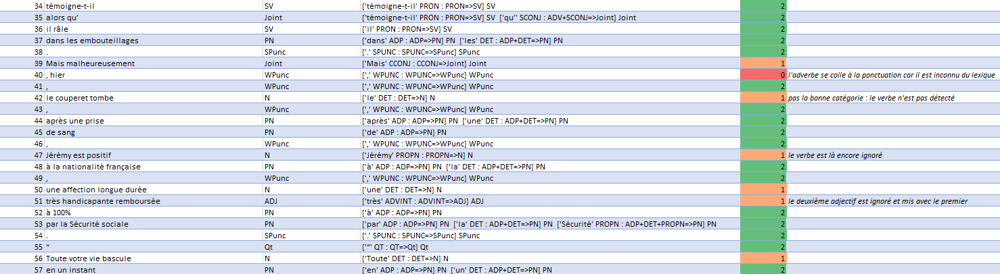 34 témoigne-t-il SV ['témoigne-t-il' PRON : PRON=>SV] SV 2
35 alors qu’ Joint ['témoigne-t-il' PRON : PRON=>SV] SV ['qu’' SCONJ : ADV+SCONJ=>Joint] Joint 2
36 il râle SV ['il' PRON : PRON=>SV] SV 2
37 dans les embouteillages PN ['dans' ADP : ADP=>PN] PN ['les' DET : ADP+DET=>PN] PN 2
38 . SPunc ['.' SPUNC : SPUNC=>SPunc] SPunc 2
39 Mais malheureusement Joint ['Mais' CCONJ : CCONJ=>Joint] Joint 1
40 , hier WPunc [',' WPUNC : WPUNC=>WPunc] WPunc 0 l'adverbe se colle à la ponctuation car il est inconnu du lexique
41 , WPunc [',' WPUNC : WPUNC=>WPunc] WPunc 2
42 le couperet tombe N ['le' DET : DET=>N] N 1 pas la bonne catégorie : le verbe n'est pas détecté
43 , WPunc [',' WPUNC : WPUNC=>WPunc] WPunc 2
44 après une prise PN ['après' ADP : ADP=>PN] PN ['une' DET : ADP+DET=>PN] PN 2
45 de sang PN ['de' ADP : ADP=>PN] PN 2
46 , WPunc [',' WPUNC : WPUNC=>WPunc] WPunc 2
47 Jérémy est positif N ['Jérémy' PROPN : PROPN=>N] N 1 le verbe est là encore ignoré
48 à la nationalité française PN ['à' ADP : ADP=>PN] PN ['la' DET : ADP+DET=>PN] PN 2
49 , WPunc [',' WPUNC : WPUNC=>WPunc] WPunc 2
50 une affection longue durée N ['une' DET : DET=>N] N 1
51 très handicapante remboursée ADJ ['très' ADVINT : ADVINT=>ADJ] ADJ 1 le deuxième adjectif est ignoré et mis avec le premier
52 à 100% PN ['à' ADP : ADP=>PN] PN 2
53 par la Sécurité sociale PN ['par' ADP : ADP=>PN] PN ['la' DET : ADP+DET=>PN] PN ['Sécurité' PROPN : ADP+DET+PROPN=>PN] PN 2
54 . SPunc ['.' SPUNC : SPUNC=>SPunc] SPunc 2
55 “ Qt ['“' QT : QT=>Qt] Qt 2
56 Toute votre vie bascule N ['Toute' DET : DET=>N] N 1
57 en un instant PN ['en' ADP : ADP=>PN] PN ['un' DET : ADP+DET=>PN] PN 2